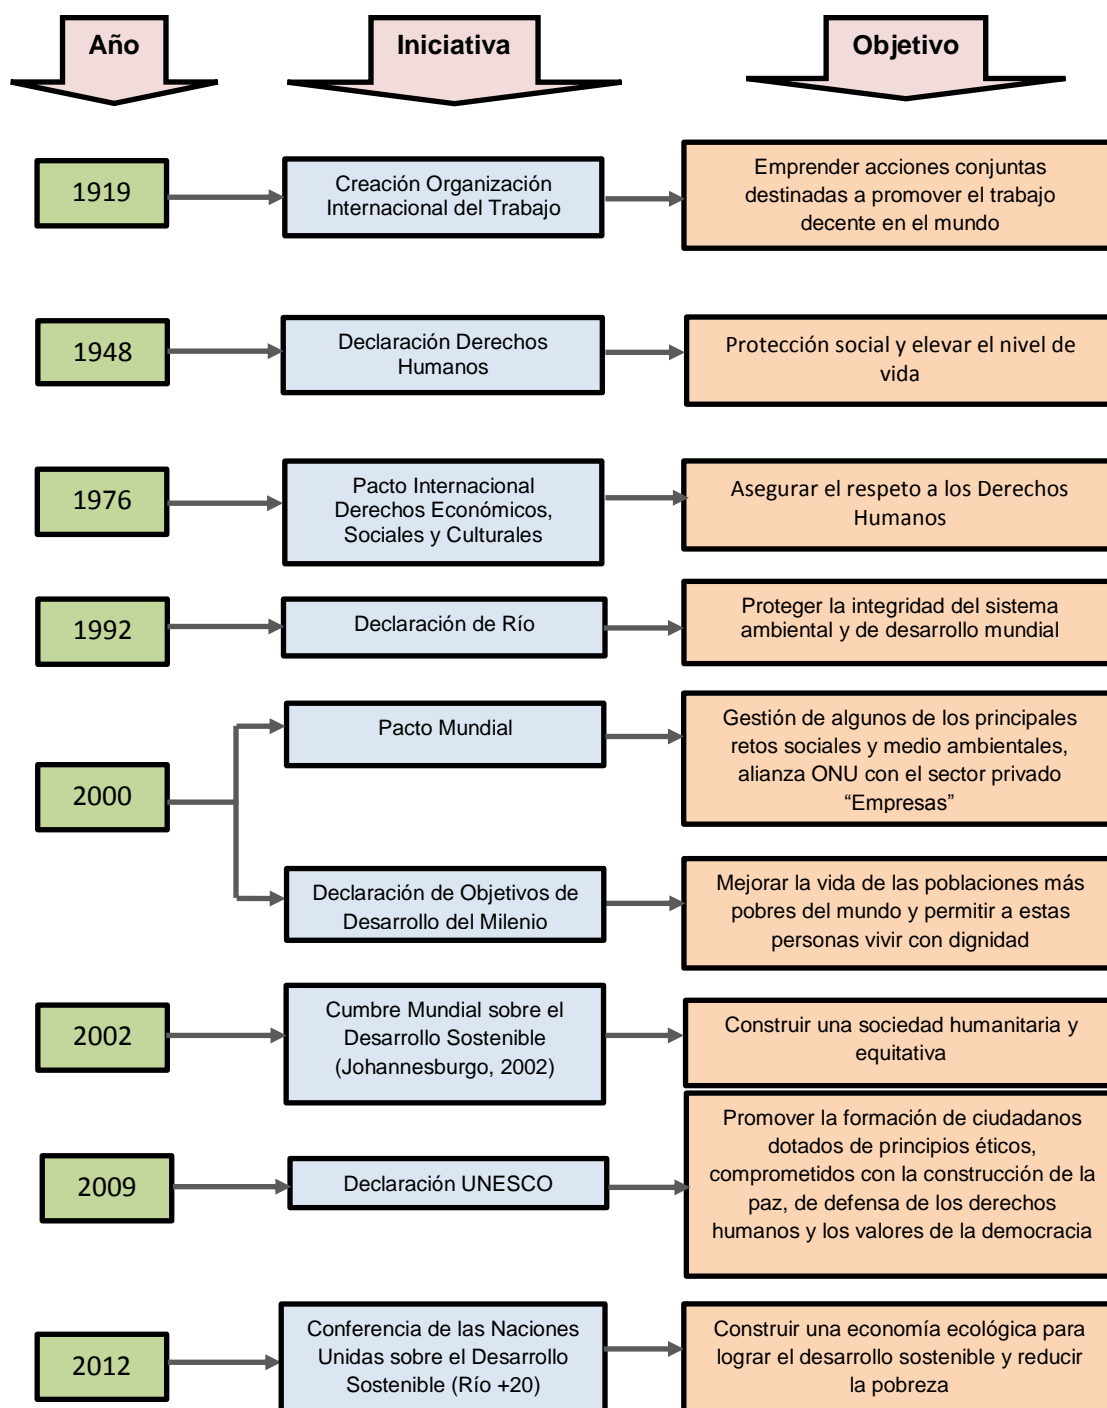 Año
Iniciativa
Objetivo
1919
Creación Organización
Internacional del Trabajo
Emprender acciones conjuntas
destinadas a promover el trabajo
decente en el mundo
1948
Declaración Derechos
Humanos
Protección social y elevar el nivel de
vida
1976
Pacto Internacional
Derechos Económicos,
Sociales y Culturales
Asegurar el respeto a los Derechos
Humanos
1992
Declaración de Río
Proteger la integridad del sistema
ambiental y de desarrollo mundial
2000
Pacto Mundial
Gestión de algunos de los principales
retos sociales y medio ambientales,
alianza ONU con el sector privado
“Empresas”
Declaración de Objetivos de
Desarrollo del Milenio
Mejorar la vida de las poblaciones más
pobres del mundo y permitir a estas
personas vivir con dignidad
2002
Cumbre Mundial sobre el
Desarrollo Sostenible
(Johannesburgo, 2002)
Construir una sociedad humanitaria y
equitativa
2009
Declaración UNESCO
Promover la formación de ciudadanos
dotados de principios éticos,
comprometidos con la construcción de la
paz, de defensa de los derechos
humanos y los valores de la democracia
2012
Conferencia de las Naciones
Unidas sobre el Desarrollo
Sostenible (Río +20)
Construir una economía ecológica para
lograr el desarrollo sostenible y reducir
la pobreza